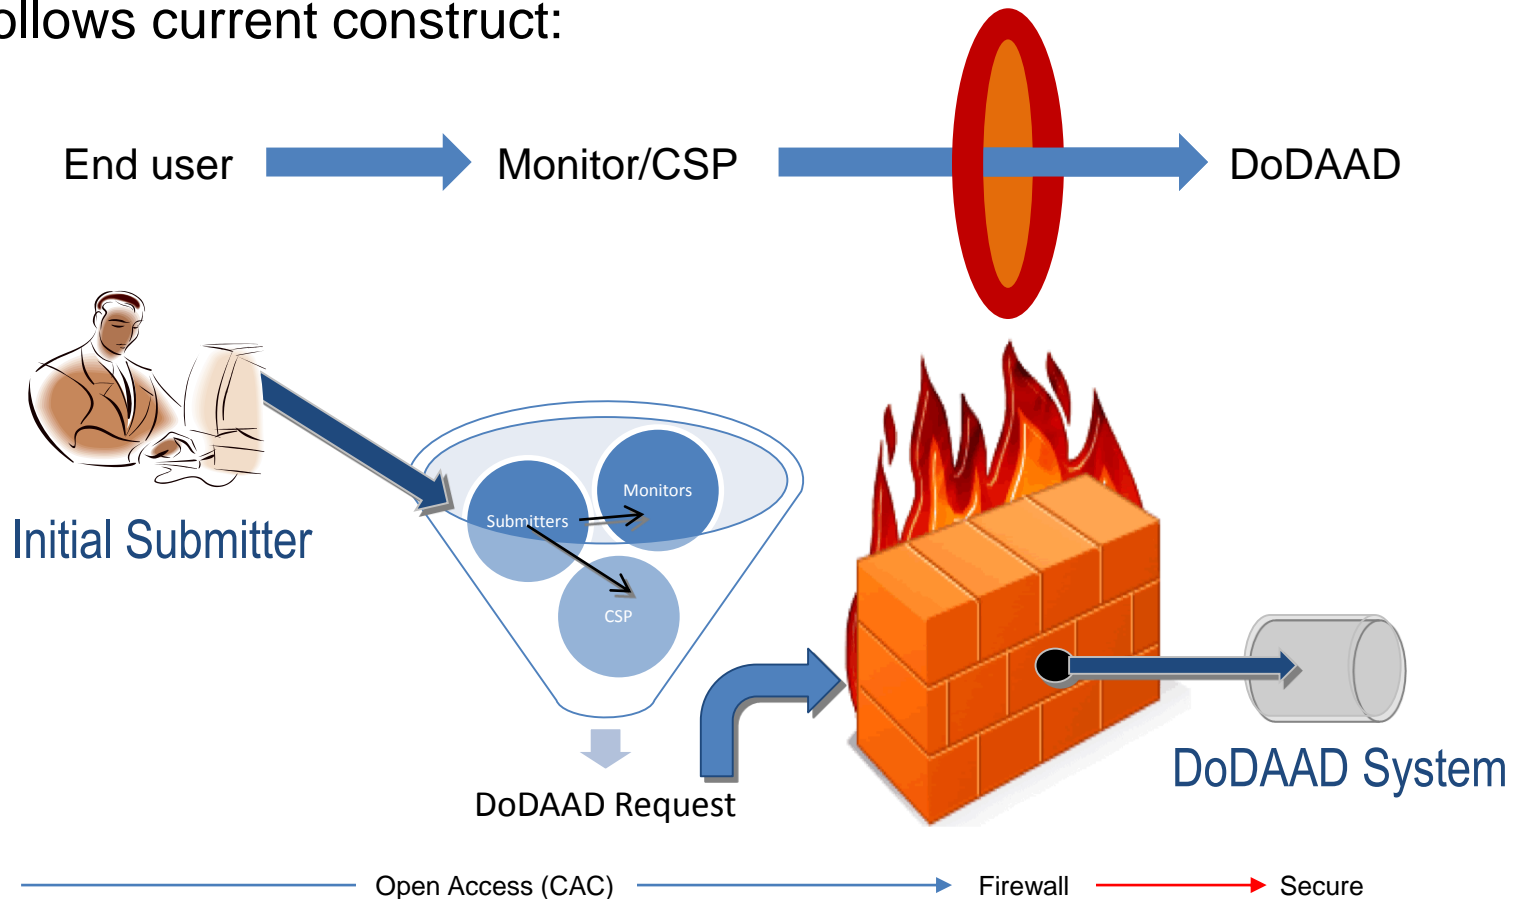 ollows current construct:
End user Monitor/CSP DoDAAD
Monitors
Submitters
Initial Submitter
CSP
DoDAAD System
DoDAAD Request
Open Access (CAC) Firewall Secure